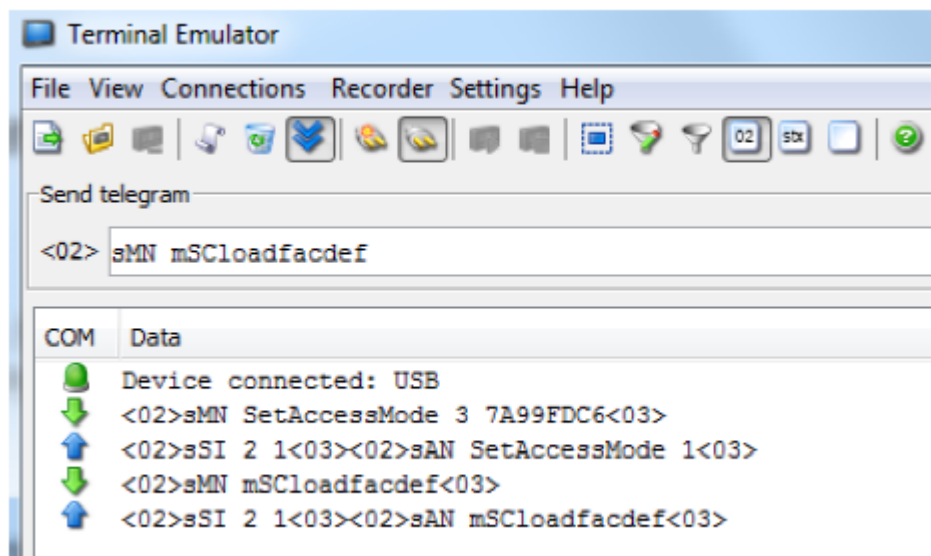 Terminal Emulator
File View Connections Recorder Settings Help
02 stx ?
Send telegram
<02> sMN mSCloadfacdef
COM Data
Device connected: USB
<02>sMN SetAccessMode 3 7A99FDC6<03>
<02>sSI 2 1<03><02>sAN SetAccessMode 1<03>
<02>sMN mSCloadfacdef<03>
<02>sSI 2 1<03><02>sAN mSCloadfacdef<03>